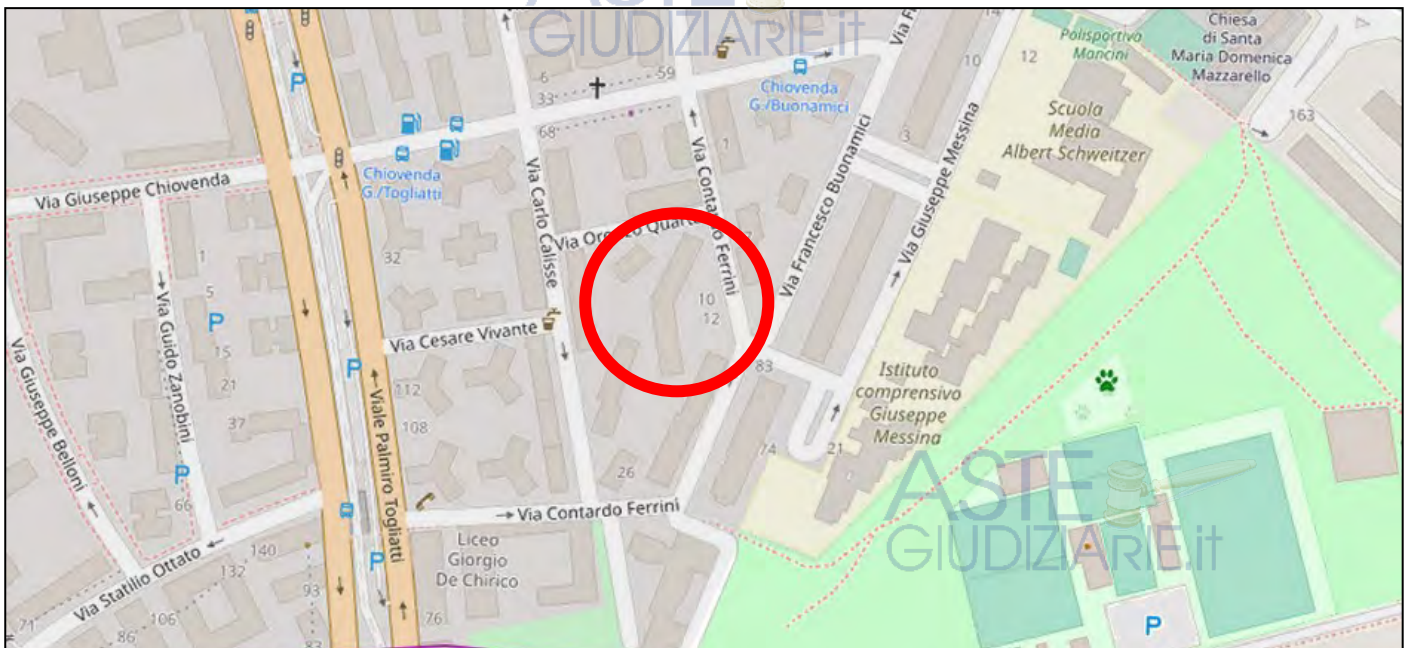 ASTE
GIUDIZIARIE.it
14
Chiesa
di Santa
Maria Domenica
Mazzarello
Polisportiva
Mancini
P
6
59
33
68
10
12
163
Chiovenda
G./Buonamici
Scuola
Media
Albert Schweitzer
Chiovenda
G./Togliatti
Via Giuseppe Chiovenda
Via Carlo Calisse
Via Contardo Ferrini
1
3
Via Francesco Buonamici
Via Giuseppe Messina
32
1
5
P
15
21
37
Via Guido Zanobini
Via Giuseppe Belloni
10
12
Via Cesare Vivante
P
112
108
Viale Palmiro Togliatti
83
74
21
Istituto
comprensivo
Giuseppe
Messina
26
Via Contardo Ferrini
P
66
Via Statilio Ottato
140
132
106
86
71
93
83
P
76
Liceo
Giorgio
De Chirico
ASTE
GIUDIZIARIE.it
P